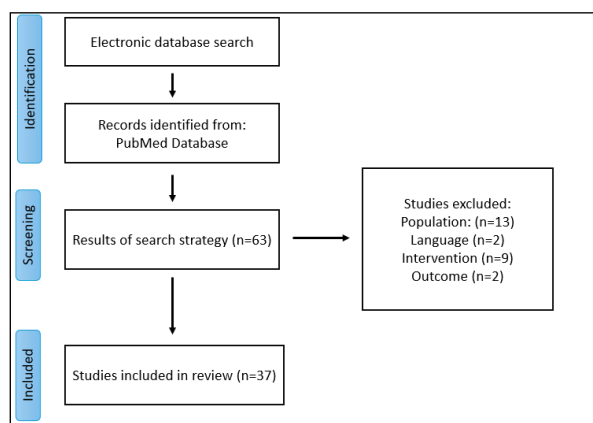 Identification
Electronic database search
Records identified from:
PubMed Database
Screening
Results of search strategy (n=63)
Studies excluded:
Population: (n=13)
Language (n=2)
Intervention (n=9)
Outcome (n=2)
Included
Studies included in review (n=37)